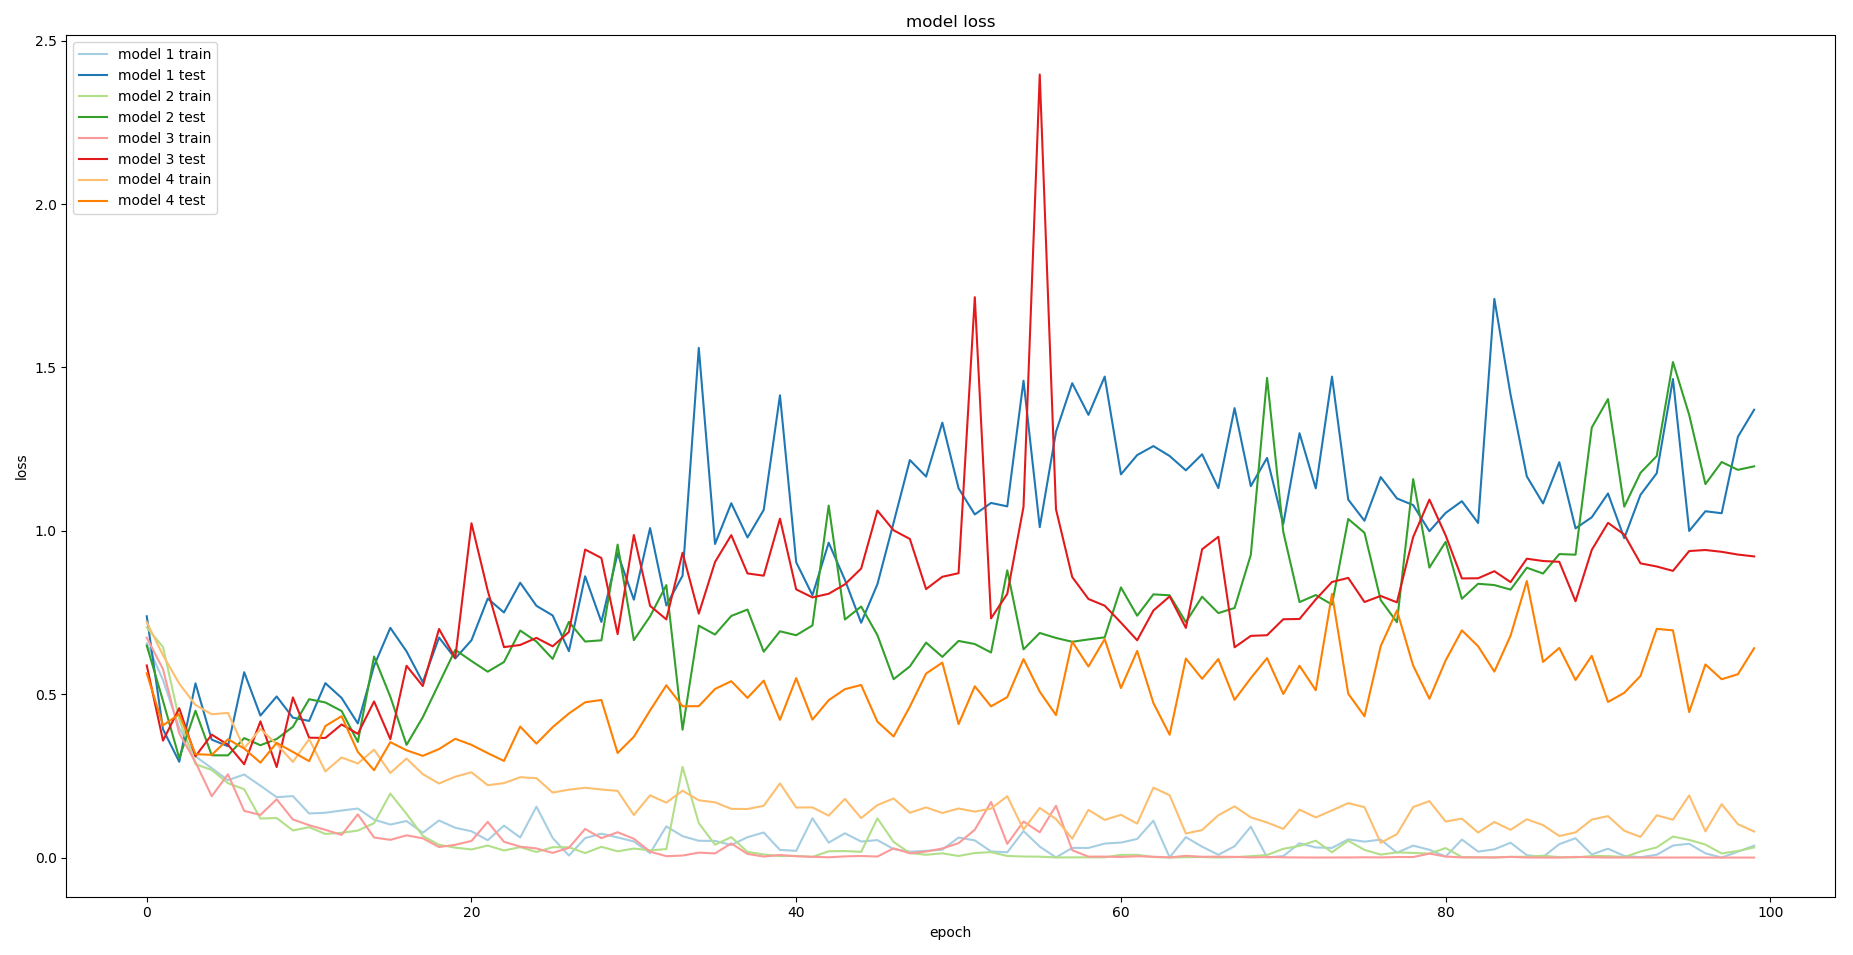 model loss
model 1 train
model 1 test
model 2 train
model 2 test
model 3 train
model 3 test
model 4 train
model 4 test
2.5
2.0
1.5
1.0
0.5
0.0
loss
0 20 40 60 80 100
epoch